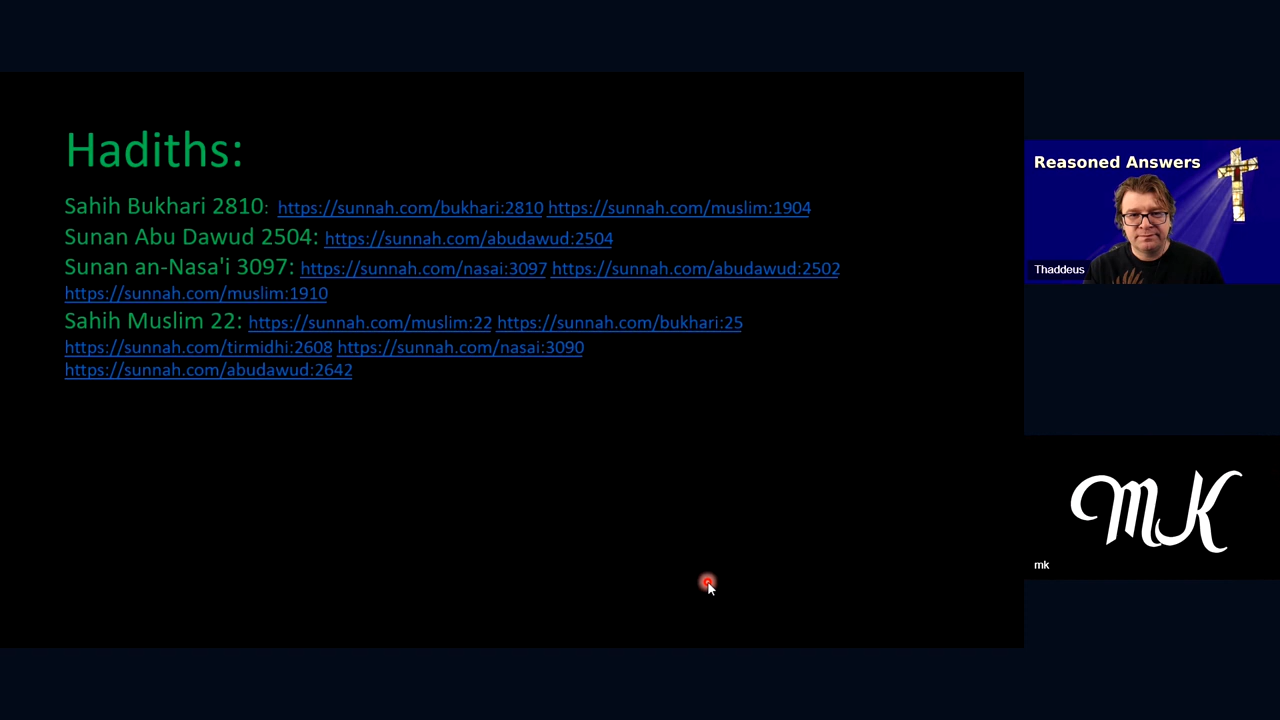 Hadiths:
Sahih Bukhari 2810: https://sunnah.com/bukhari:2810 https://sunnah.com/muslim:1904
Sunan Abu Dawud 2504: https://sunnah.com/abudawud:2504
Sunan an-Nasa'i 3097: https://sunnah.com/nasai:3097 https://sunnah.com/abudawud:2502
https://sunnah.com/muslim:1910
Sahih Muslim 22: https://sunnah.com/muslim:22 https://sunnah.com/bukhari:25
https://sunnah.com/tirmidhi:2608 https://sunnah.com/nasai:3090
https://sunnah.com/abudawud:2642
Reasoned Answers
Thaddeus
MK
mk